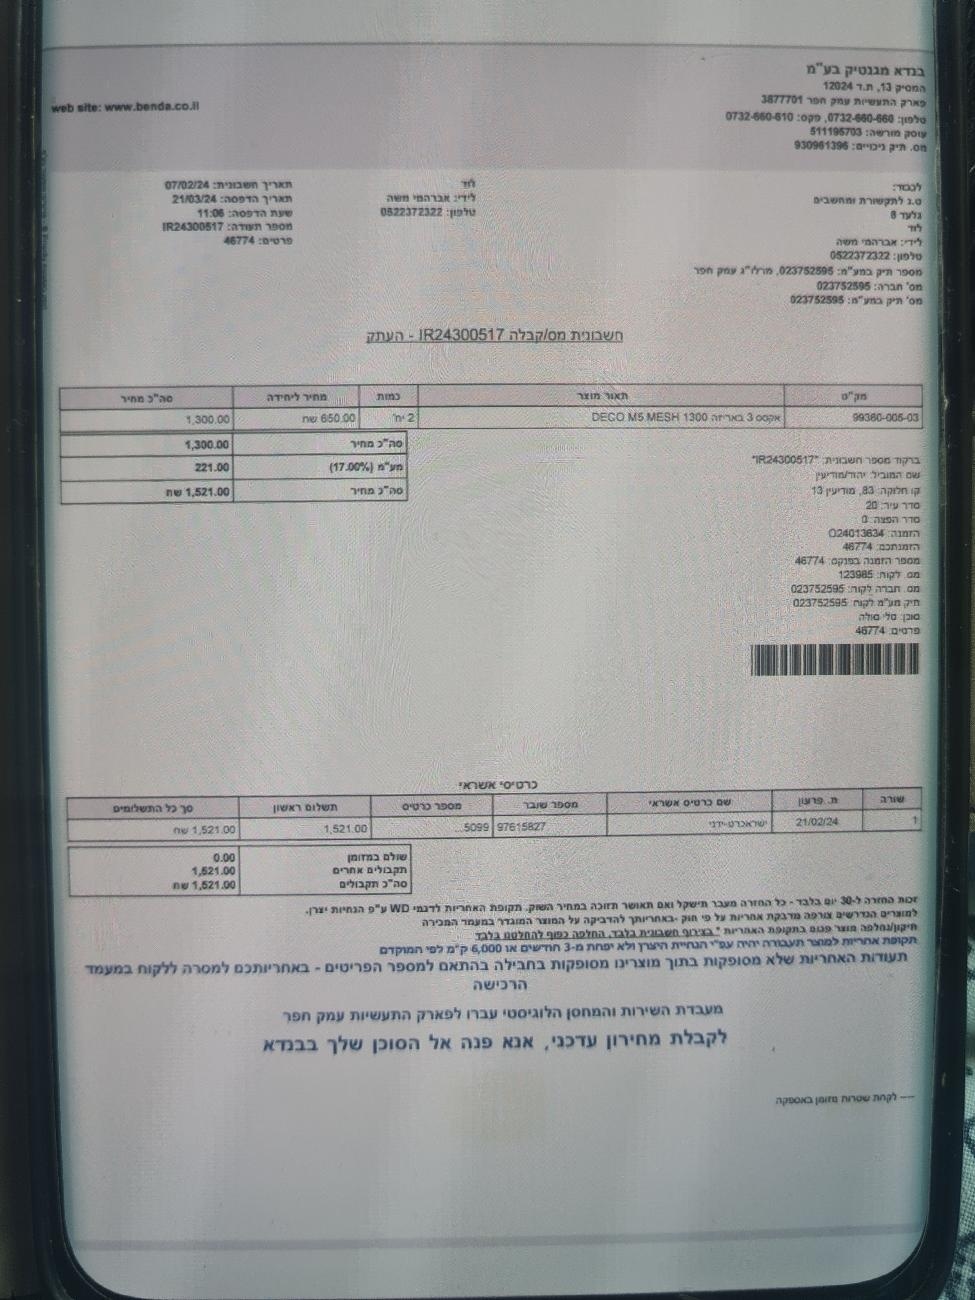 בנדא מגנטיק בע"מ
המסיק 13, ת.ד 12024
פארק התעשיות עמק חפר 3877701
טלפון: 0732-660-660, פקס: 0732-660-610
עוסק מורשה: 511195703
מס. תיק ניכויים: 930961396
web site: www.benda.co.il
לכבוד:
ט.ג לתקשורת ומחשבים
גלעד 8
לוד
לידי: אברהמי משה
טלפון: 0522372322
מספר תיק במע"מ: 023752595, מרלו"ג עמק חפר
מס' חברה: 023752595
מס' תיק במע"מ: 023752595
לוד
לידי: אברהמי משה
טלפון: 0522372322
תאריך חשבונית: 07/02/24
תאריך הדפסה: 21/03/24
שעת הדפסה: 11:06
מספר תעודה: IR24300517
פרטים: 46774
חשבונית מס/קבלה IR24300517 - העתק
מק"ט תאור מוצר כמות מחיר ליחידה סה"כ מחיר
99360-005-03 אקסס 3 באריזה DECO M5 MESH 1300 2 יח' 650.00 שח 1,300.00
סה"כ מחיר 1,300.00
מע"מ (17.00%) 221.00
סה"כ מחיר 1,521.00 שח
ברקוד מספר חשבונית: "IR24300517"
שם המוביל: יהוד/מודיעין
קו חלוקה: 83, מודיעין 13
סדר עיר: 20
סדר הפצה: 0
הזמנה: O24013634
הזמנתכם: 46774
מספר הזמנה בפנקס: 46774
מס. לקוח: 123985
מס. חברה לקוח: 023752595
תיק מע"מ לקוח: 023752595
סוכן: טלי סולה
פרטים: 46774
כרטיסי אשראי
שורה ת. פרעון שם כרטיס אשראי מספר שובר מספר כרטיס תשלום ראשון סך כל התשלומים
1 21/02/24 ישראכרט-ידני 97615827 5099... 1,521.00 1,521.00 שח
שולם במזומן 0.00
תקבולים אחרים 1,521.00
סה"כ תקבולים 1,521.00 שח
זכות החזרה ל-30 יום בלבד - כל החזרה מעבר תישקל ואם תאושר תזוכה במחיר השוק. תקופת האחריות לדגמי WD ע"פ הנחיות יצרן.
למוצרים הנדרשים צורפה מדבקת אחריות על פי חוק -באחריותך להדביקה על המוצר המוגדר במעמד המכירה
תיקון/החלפה מוצר פגום בתקופת האחריות * בצירוף חשבונית בלבד, החלפה כפוף להחלטתנו בלבד
תקופת אחריות למוצר תעבורה יהיה עפ"י הנחיית היצרן ולא יפחת מ-3 חודשים או 6,000 ק"מ לפי המוקדם
תעודות האחריות שלא מסופקות בתוך מוצרינו מסופקות בחבילה בהתאם למספר הפריטים - באחריותכם למסרה ללקוח במעמד
הרכישה
מעבדת השירות והמחסן הלוגיסטי עברו לפארק התעשיות עמק חפר
לקבלת מחירון עדכני, אנא פנה אל הסוכן שלך בבנדא
---- לקחת שטרות מזומן באספקה